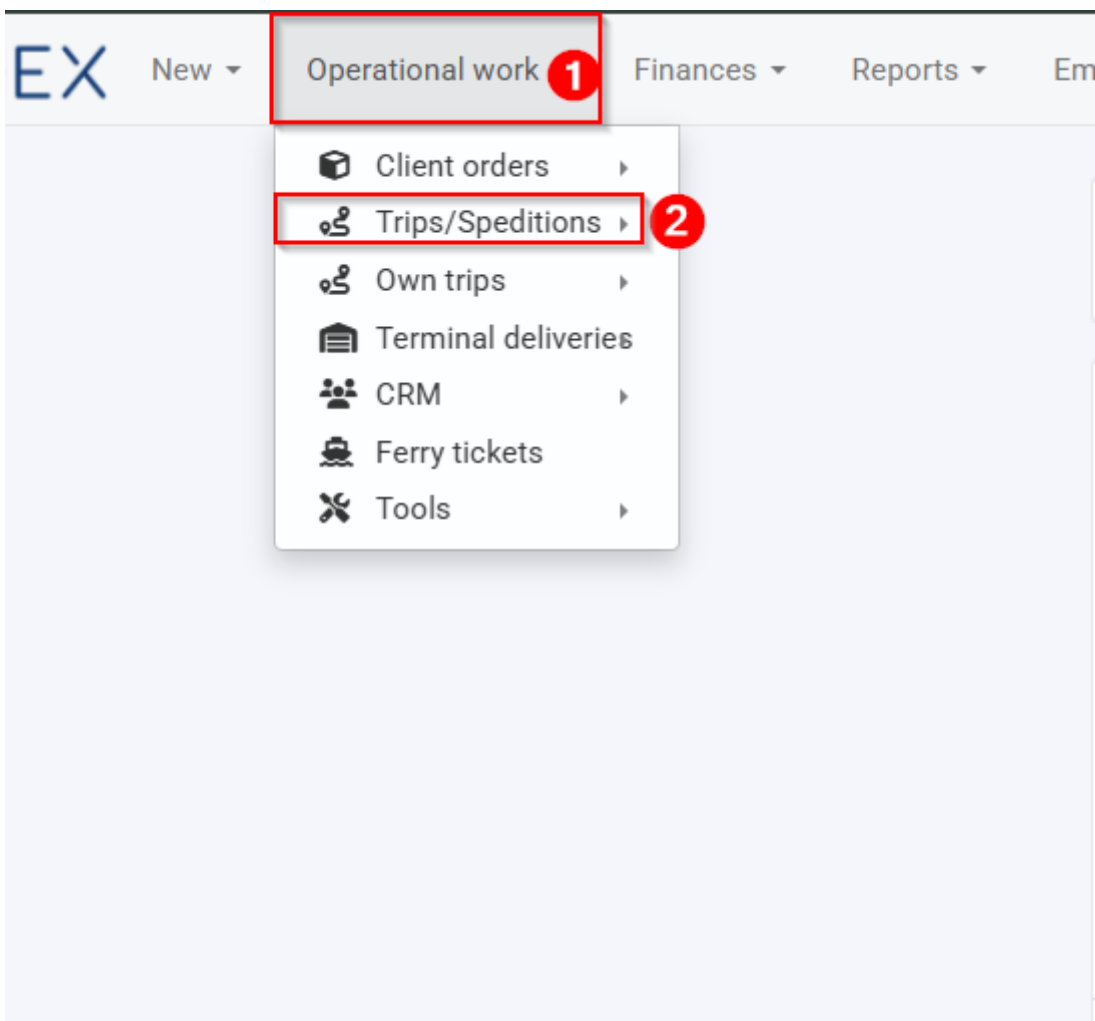 EX New Operational work 1 Finances Reports Em
Client orders
Trips/Speditions 2
Own trips
Terminal deliveries
CRM
Ferry tickets
Tools